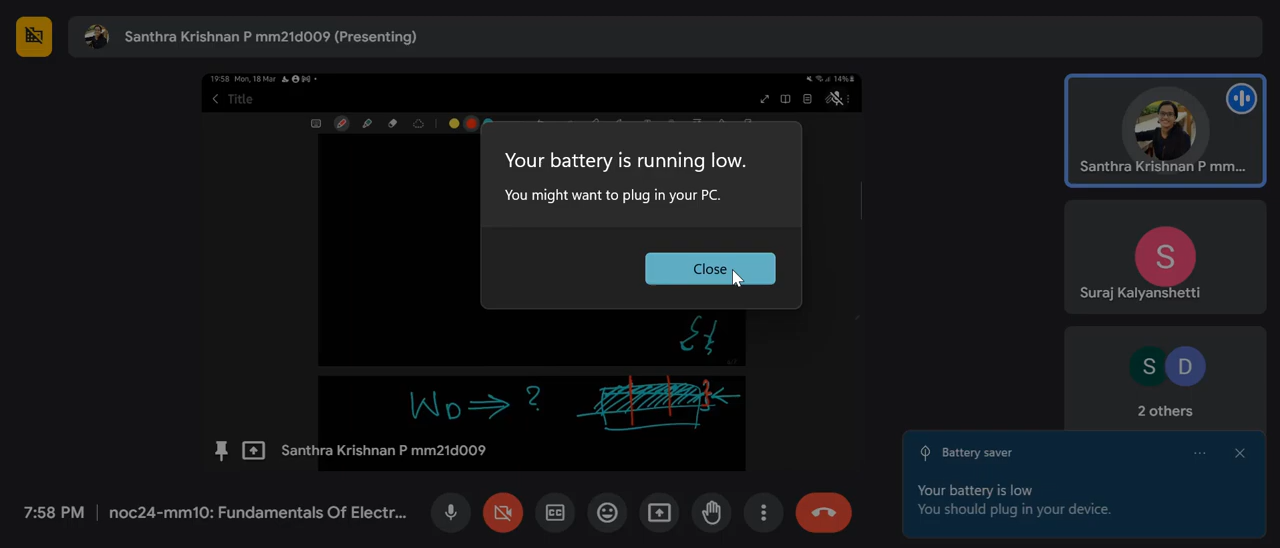 Santhra Krishnan P mm21d009 (Presenting)
19:58 Mon, 18 Mar
14%
Title
Your battery is running low.
You might want to plug in your PC.
Close
Santhra Krishnan P mm...
S
Suraj Kalyanshetti
S D
2 others
W_D ⇒ ?
Santhra Krishnan P mm21d009
Battery saver
Your battery is low
You should plug in your device.
7:58 PM | noc24-mm10: Fundamentals Of Electr...